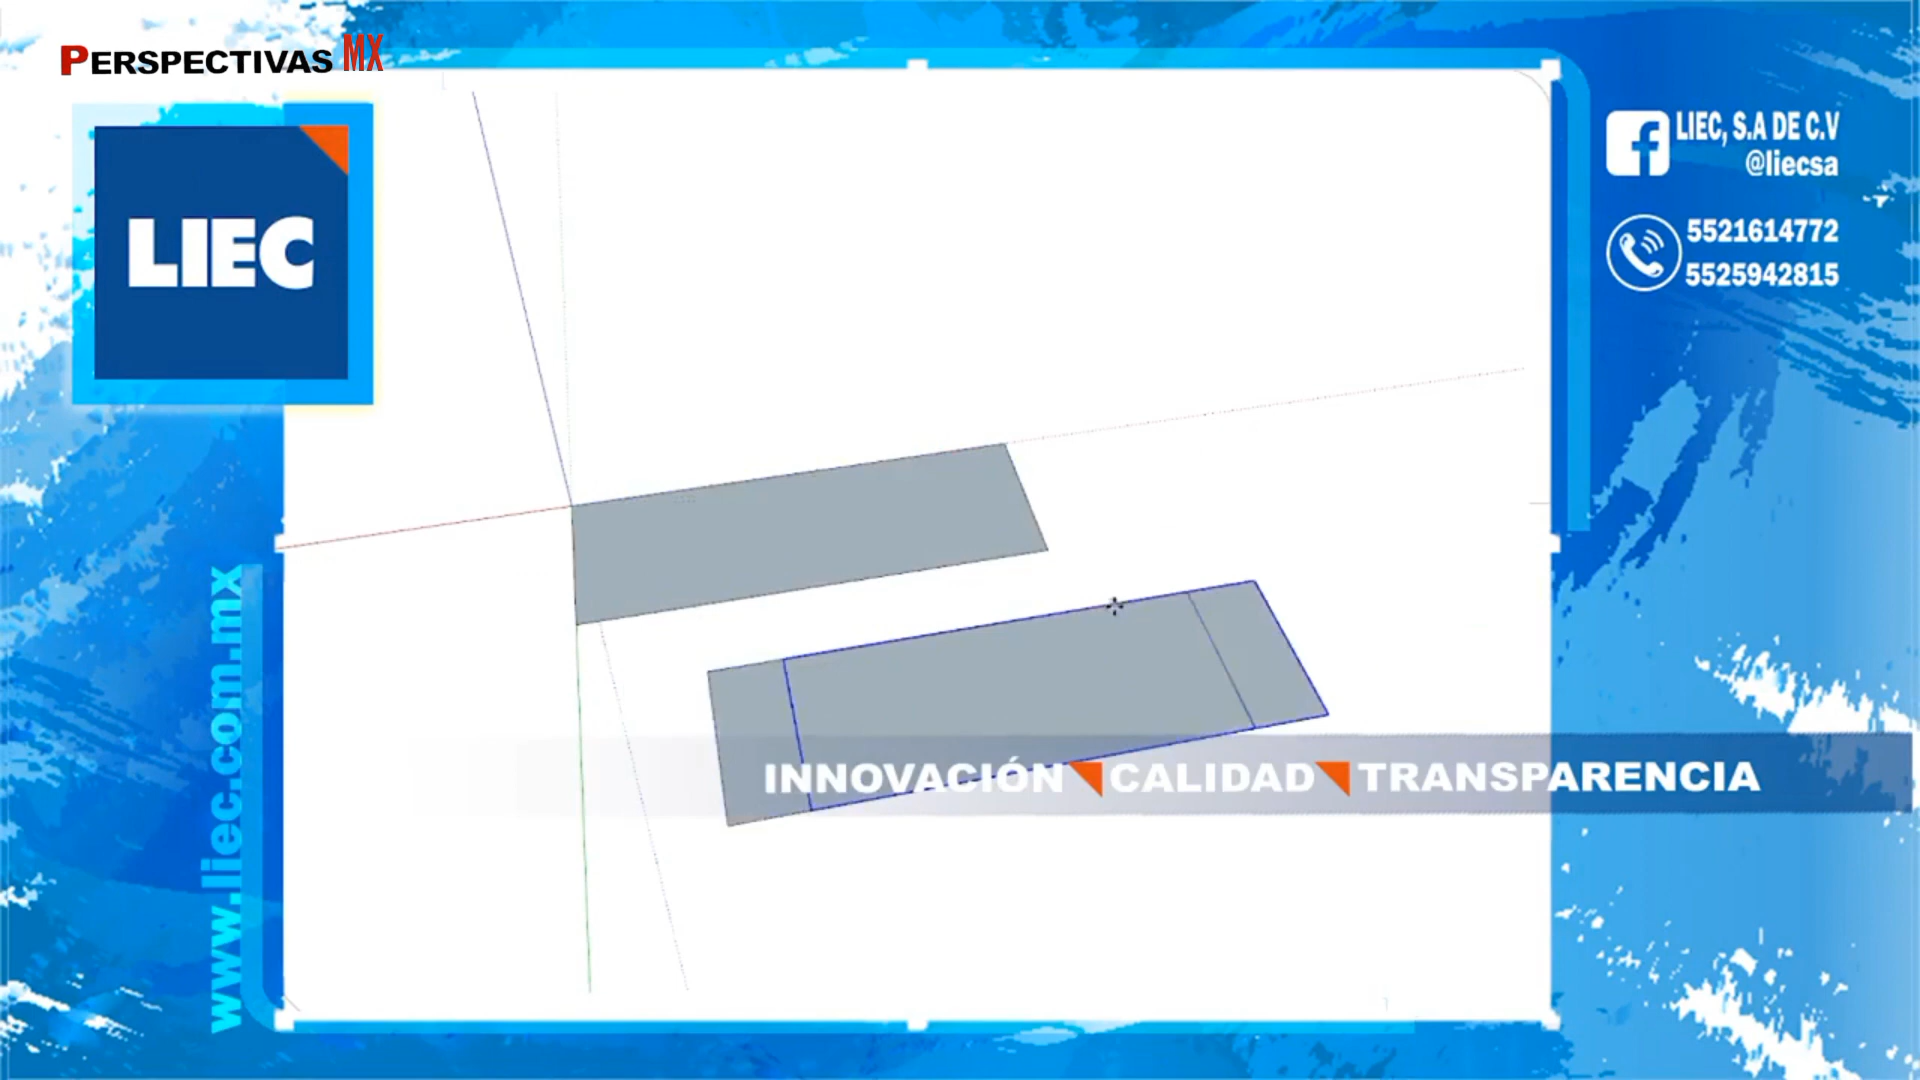 PERSPECTIVAS MX
LIEC
LIEC, S.A DE C.V
@liecsa
5521614772
5525942815
www.liec.com.mx
INNOVACIÓN CALIDAD TRANSPARENCIA